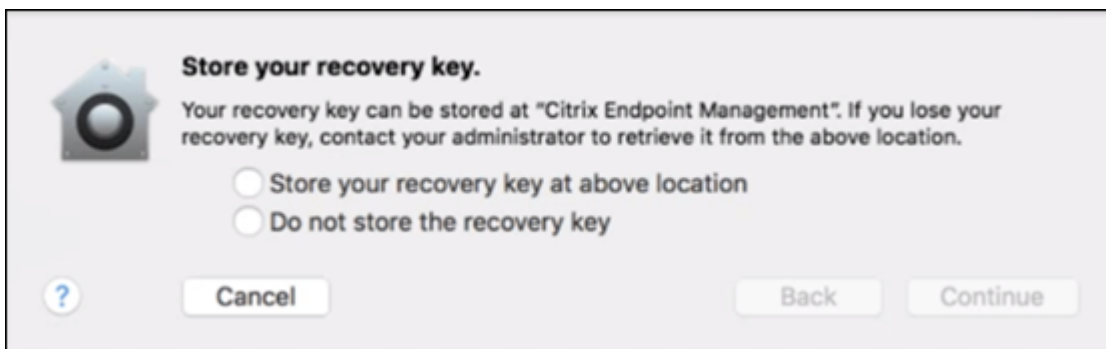 Store your recovery key.
Your recovery key can be stored at "Citrix Endpoint Management". If you lose your
recovery key, contact your administrator to retrieve it from the above location.
Store your recovery key at above location
Do not store the recovery key
?
Cancel
Back
Continue